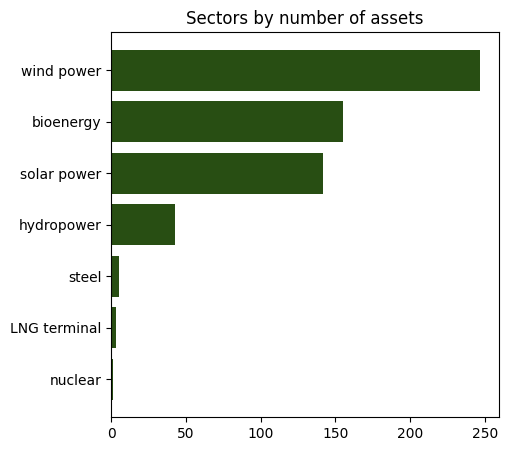 Sectors by number of assets
wind power
bioenergy
solar power
hydropower
steel
LNG terminal
nuclear
0 50 100 150 200 250